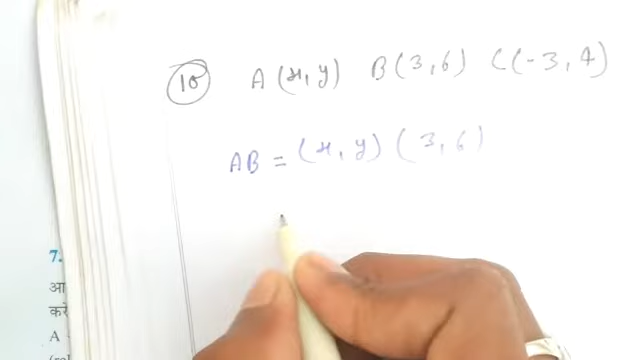 10 A(x,y) B(3,6) C(-3,4)
AB = (x,y) (3,6)
7.
आ
करें
A